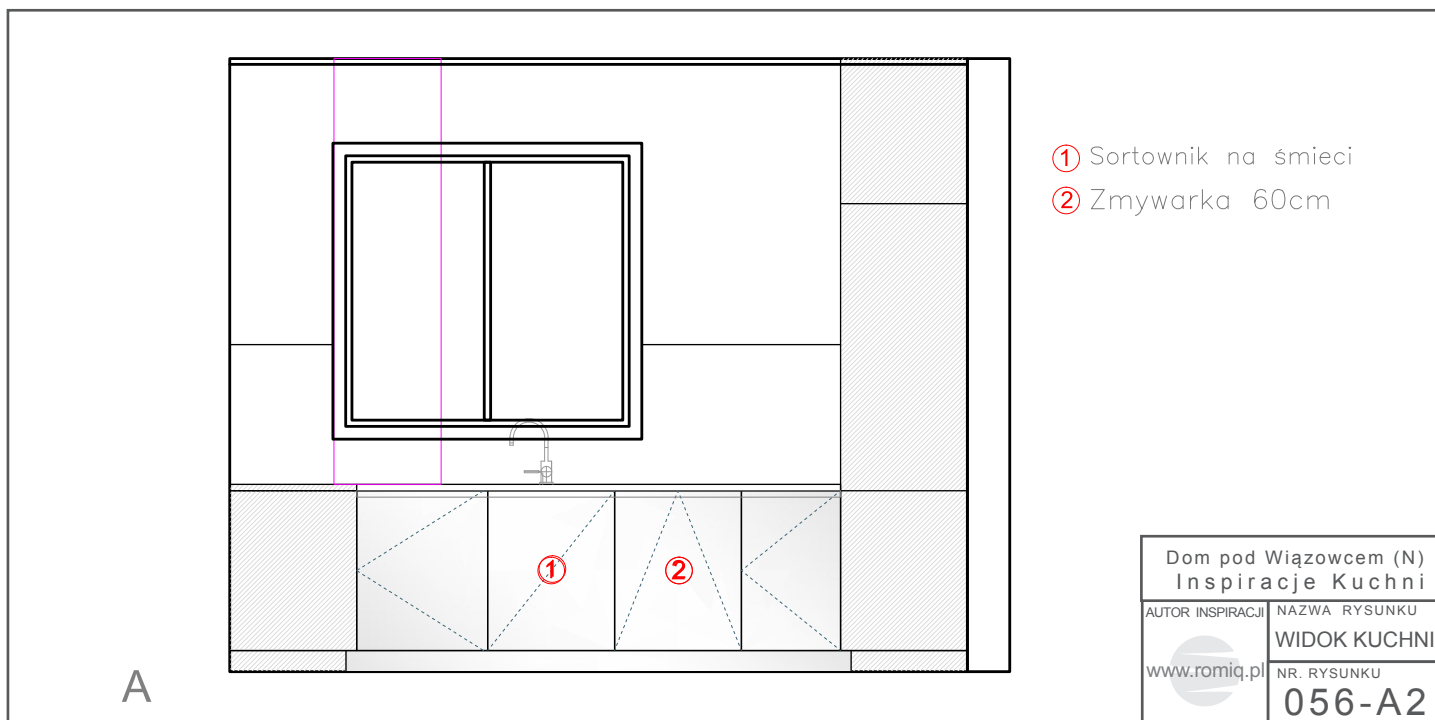 ① Sortownik na śmieci
② Zmywarka 60cm
1
2
A
Dom pod Wiązowcem (N)
Inspiracje Kuchni
AUTOR INSPIRACJI
www.romiq.pl
NAZWA RYSUNKU
WIDOK KUCHNI
NR. RYSUNKU
056-A2